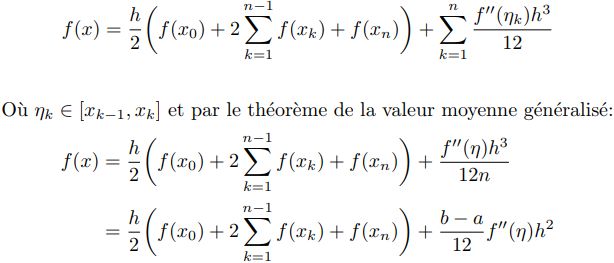 f(x) = \frac{h}{2}\left(f(x_0) + 2\sum_{k=1}^{n-1} f(x_k) + f(x_n)\right) + \sum_{k=1}^{n} \frac{f''(\eta_k)h^3}{12}
Où \eta_k ∈ [x_{k-1}, x_k] et par le théorème de la valeur moyenne généralisé:
f(x) = \frac{h}{2}\left(f(x_0) + 2\sum_{k=1}^{n-1} f(x_k) + f(x_n)\right) + \frac{f''(\eta)h^3}{12n}
= \frac{h}{2}\left(f(x_0) + 2\sum_{k=1}^{n-1} f(x_k) + f(x_n)\right) + \frac{b-a}{12} f''(\eta)h^2